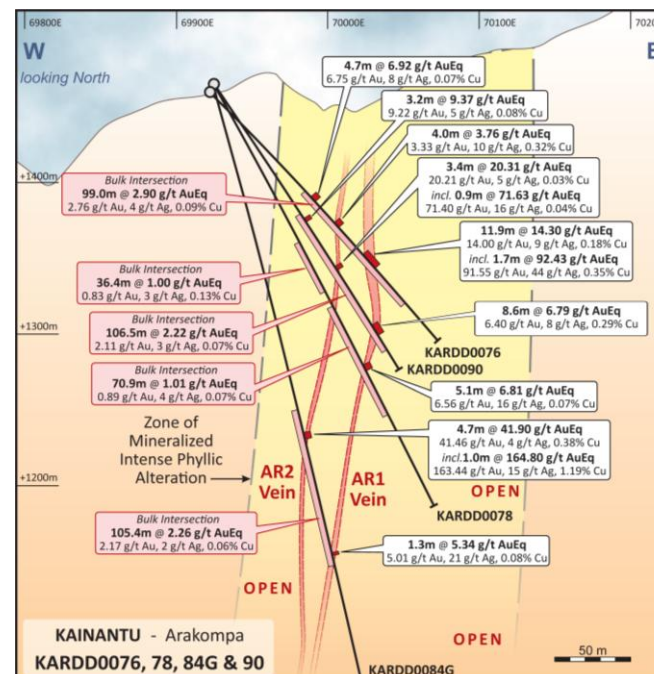 69800E
69900E
70000E
70100E
W
E
looking North
4.7m @ 6.92 g/t AuEq
6.75 g/t Au, 8 g/t Ag, 0.07% Cu
3.2m @ 9.37 g/t AuEq
9.22 g/t Au, 5 g/t Ag, 0.08% Cu
4.0m @ 3.76 g/t AuEq
3.33 g/t Au, 10 g/t Ag, 0.32% Cu
3.4m @ 20.31 g/t AuEq
20.21 g/t Au, 5 g/t Ag, 0.03% Cu
incl. 0.9m @ 71.63 g/t AuEq
71.40 g/t Au, 16 g/t Ag, 0.04% Cu
+1400m
Bulk Intersection
99.0m @ 2.90 g/t AuEq
2.76 g/t Au, 4 g/t Ag, 0.09% Cu
11.9m @ 14.30 g/t AuEq
14.00 g/t Au, 9 g/t Ag, 0.18% Cu
incl. 1.7m @ 92.43 g/t AuEq
91.55 g/t Au, 44 g/t Ag, 0.35% Cu
Bulk Intersection
36.4m @ 1.00 g/t AuEq
0.83 g/t Au, 3 g/t Ag, 0.13% Cu
+1300m
8.6m @ 6.79 g/t AuEq
6.40 g/t Au, 8 g/t Ag, 0.29% Cu
Bulk Intersection
106.5m @ 2.22 g/t AuEq
2.11 g/t Au, 3 g/t Ag, 0.07% Cu
KARDD0076
KARDD0090
Bulk Intersection
70.9m @ 1.01 g/t AuEq
0.89 g/t Au, 4 g/t Ag, 0.07% Cu
5.1m @ 6.81 g/t AuEq
6.56 g/t Au, 16 g/t Ag, 0.07% Cu
4.7m @ 41.90 g/t AuEq
41.46 g/t Au, 4 g/t Ag, 0.38% Cu
incl.1.0m @ 164.80 g/t AuEq
163.44 g/t Au, 15 g/t Ag, 1.19% Cu
Zone of
Mineralized
Intense Phyllic
Alteration
+1200m
AR2
Vein
AR1
Vein
OPEN
KARDD0078
Bulk Intersection
105.4m @ 2.26 g/t AuEq
2.17 g/t Au, 2 g/t Ag, 0.06% Cu
1.3m @ 5.34 g/t AuEq
5.01 g/t Au, 21 g/t Ag, 0.08% Cu
OPEN
OPEN
KAINANTU - Arakompa
KARDD0076, 78, 84G & 90
KARDD0084G
50 m